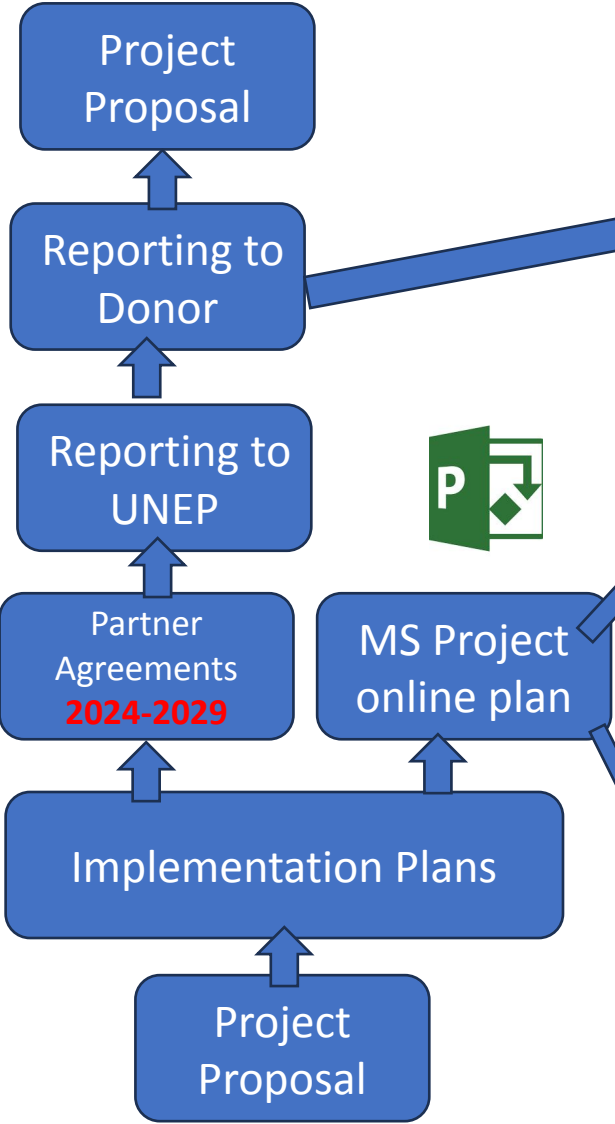 Project
Proposal
Reporting to
Donor
Reporting to
UNEP
P
Partner
Agreements
2024-2029
MS Project
online plan
Implementation Plans
Project
Proposal